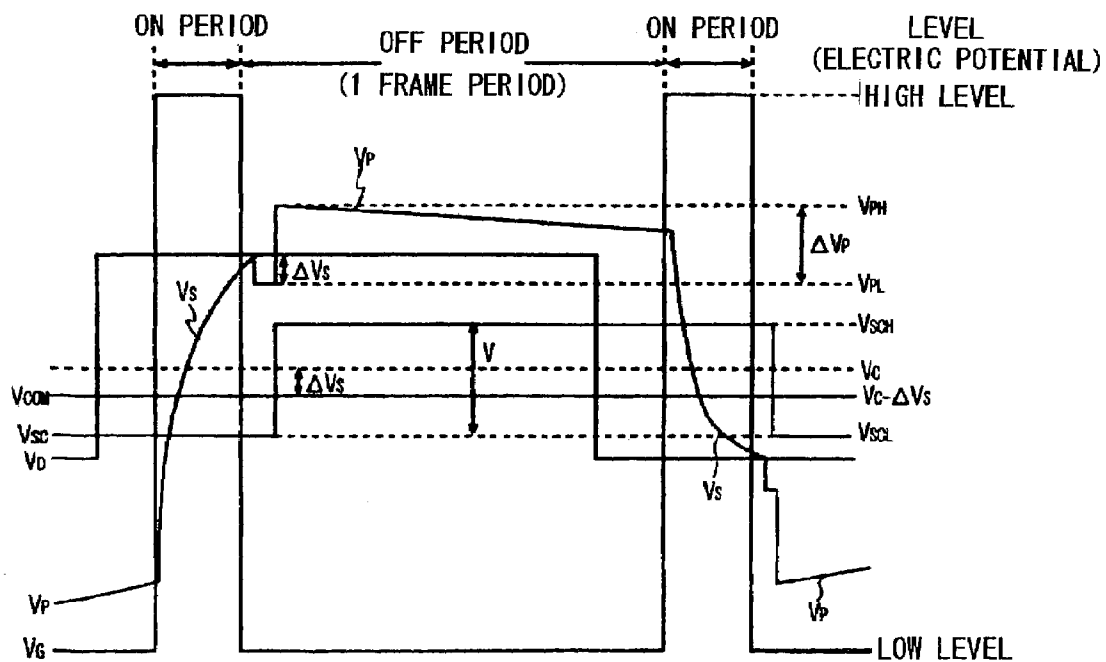 ON PERIOD
OFF PERIOD
(1 FRAME PERIOD)
ON PERIOD
LEVEL
(ELECTRIC POTENTIAL)
HIGH LEVEL
VP
VPH
ΔVP
ΔVS
VPL
VS
VSCH
V
VC
ΔVS
VCOM
VC-ΔVS
VSC
VSCL
VD
VS
VP
VP
VG
LOW LEVEL